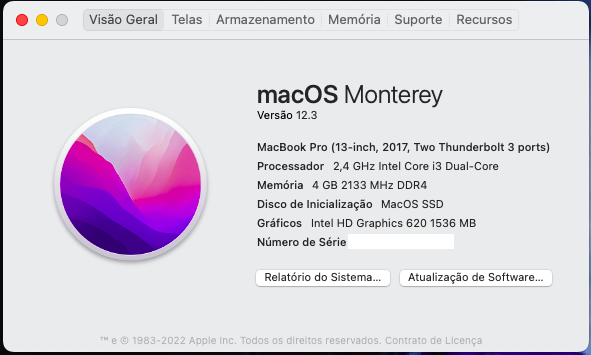 Visão Geral Telas Armazenamento Memória Suporte Recursos
macOS Monterey
Versão 12.3
MacBook Pro (13-inch, 2017, Two Thunderbolt 3 ports)
Processador 2,4 GHz Intel Core i3 Dual-Core
Memória 4 GB 2133 MHz DDR4
Disco de Inicialização MacOS SSD
Gráficos Intel HD Graphics 620 1536 MB
Número de Série
Relatório do Sistema... Atualização de Software...
™ e © 1983-2022 Apple Inc. Todos os direitos reservados. Contrato de Licença